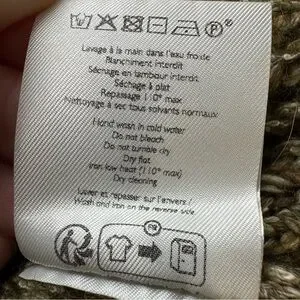 P ®
Lavage à la main dans l'eau froide
Blanchiment interdit
Séchage en tambour interdit
Séchage à plat
Repassage 110° max
Nettoyage à sec tous solvants normaux
Hand wash in cold water
Do not bleach
Do not tumble dry
Dry flat
Iron low heat (110° max)
Dry cleaning
Laver et repasser sur l'envers /
Wash and iron on the reverse side
FR